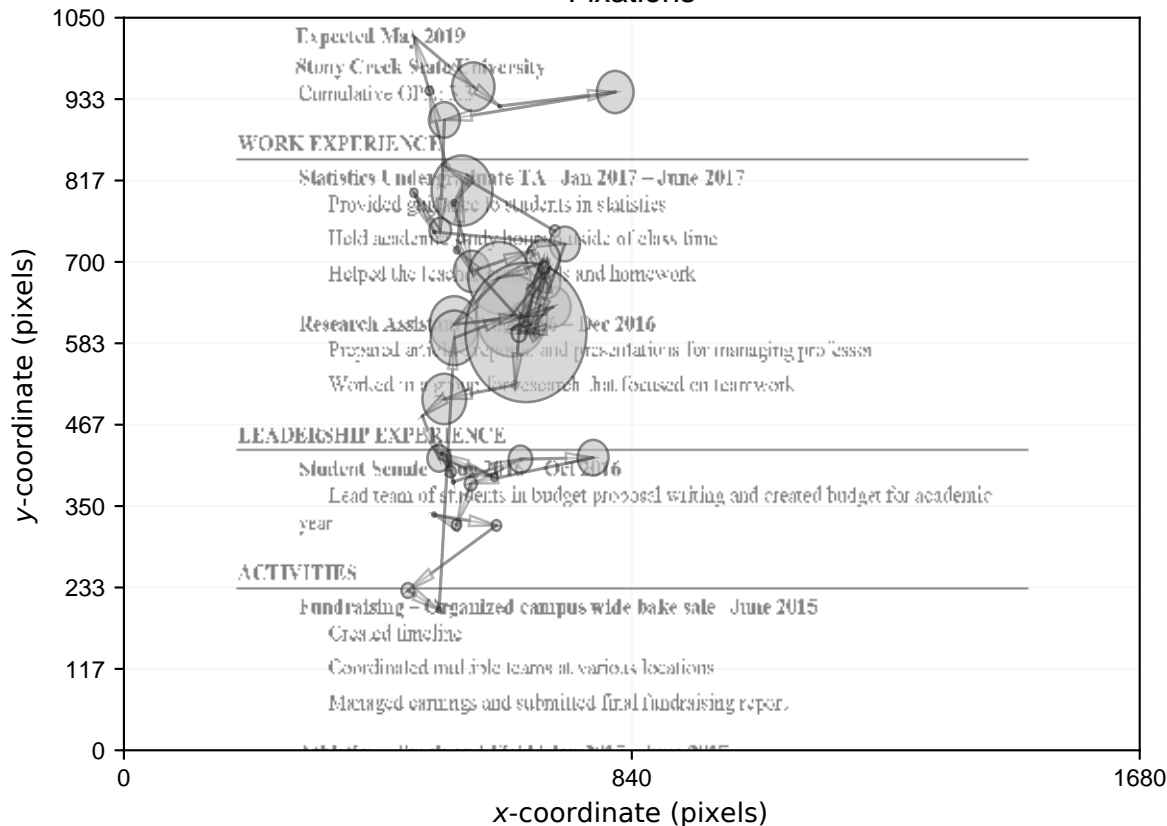 Fixations
1050
Expected May 2019
Stony Creek State University
Cumulative GPA: 3.3
933
WORK EXPERIENCE
817
Statistics Undergraduate TA Jan 2017 – June 2017
Provided guidance to students in statistics
Held academic study hours outside of class time
700
Helped the teacher and homework
Research Assistant – Dec 2016
583
Prepared articles, reports, and presentations for managing professor
Worked in a group for research that focused on teamwork
467
LEADERSHIP EXPERIENCE
Student Senate 2016 Oct 2016
Lead team of students in budget proposal writing and created budget for academic
350
year
ACTIVITIES
233
Fundraising – Organized campus wide bake sale June 2015
Created timeline
117
Coordinated multiple teams at various locations
Managed earnings and submitted final fundraising report
0
0 840 1680
x-coordinate (pixels)
y-coordinate (pixels)